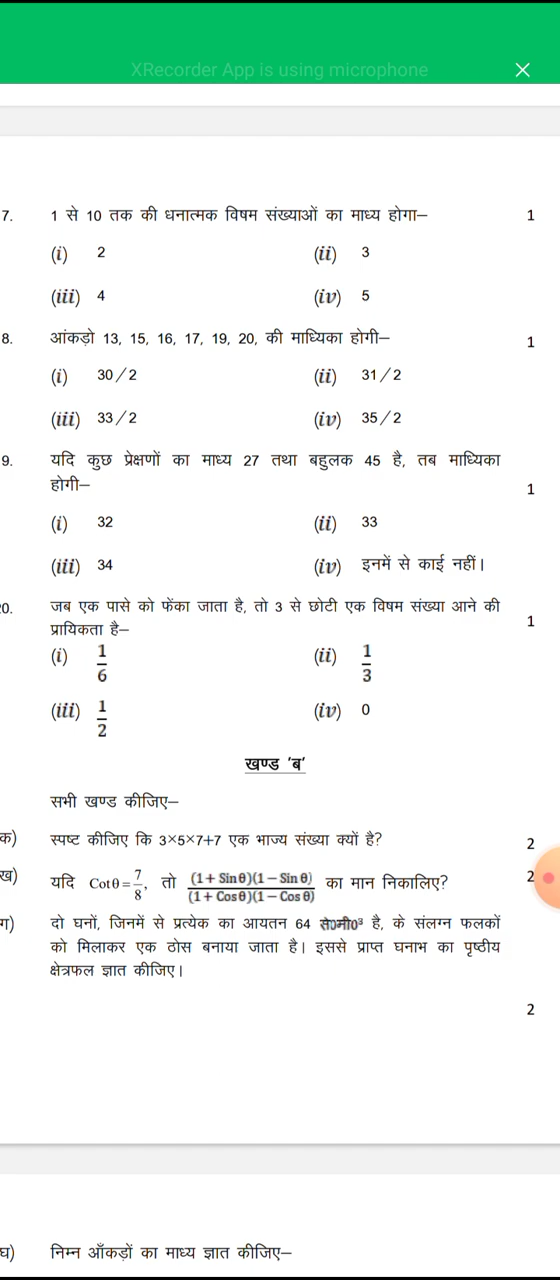 XRecorder App is using microphone
7. 1 से 10 तक की धनात्मक विषम संख्याओं का माध्य होगा– 1
(i) 2 (ii) 3
(iii) 4 (iv) 5
8. आंकड़ो 13, 15, 16, 17, 19, 20, की माध्यिका होगी– 1
(i) 30/2 (ii) 31/2
(iii) 33/2 (iv) 35/2
9. यदि कुछ प्रेक्षणों का माध्य 27 तथा बहुलक 45 है, तब माध्यिका
होगी– 1
(i) 32 (ii) 33
(iii) 34 (iv) इनमें से काई नहीं।
0. जब एक पासे को फेंका जाता है, तो 3 से छोटी एक विषम संख्या आने की
प्रायिकता है– 1
(i) 1/6 (ii) 1/3
(iii) 1/2 (iv) 0
खण्ड 'ब'
सभी खण्ड कीजिए–
क) स्पष्ट कीजिए कि 3×5×7+7 एक भाज्य संख्या क्यों है? 2
ख) यदि Cotθ=7/8, तो (1+ Sinθ)(1− Sin θ)/(1+ Cosθ)(1− Cos θ) का मान निकालिए? 2
ग) दो घनों, जिनमें से प्रत्येक का आयतन 64 से0मी0³ है, के संलग्न फलकों
को मिलाकर एक ठोस बनाया जाता है। इससे प्राप्त घनाभ का पृष्ठीय
क्षेत्रफल ज्ञात कीजिए।
2
घ) निम्न आँकड़ों का माध्य ज्ञात कीजिए–